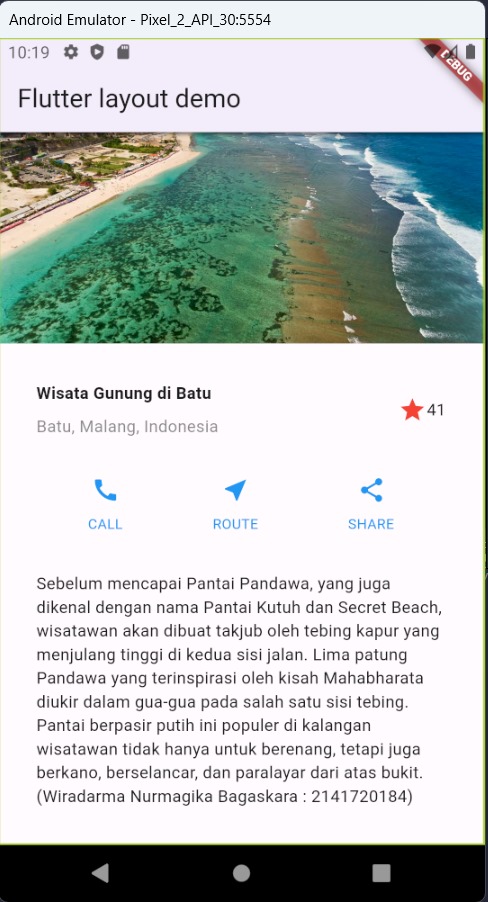 Android Emulator - Pixel_2_API_30:5554
10:19
DEBUG
Flutter layout demo
Wisata Gunung di Batu
41
Batu, Malang, Indonesia
CALL ROUTE SHARE
Sebelum mencapai Pantai Pandawa, yang juga
dikenal dengan nama Pantai Kutuh dan Secret Beach,
wisatawan akan dibuat takjub oleh tebing kapur yang
menjulang tinggi di kedua sisi jalan. Lima patung
Pandawa yang terinspirasi oleh kisah Mahabharata
diukir dalam gua-gua pada salah satu sisi tebing.
Pantai berpasir putih ini populer di kalangan
wisatawan tidak hanya untuk berenang, tetapi juga
berkano, berselancar, dan paralayar dari atas bukit.
(Wiradarma Nurmagika Bagaskara : 2141720184)